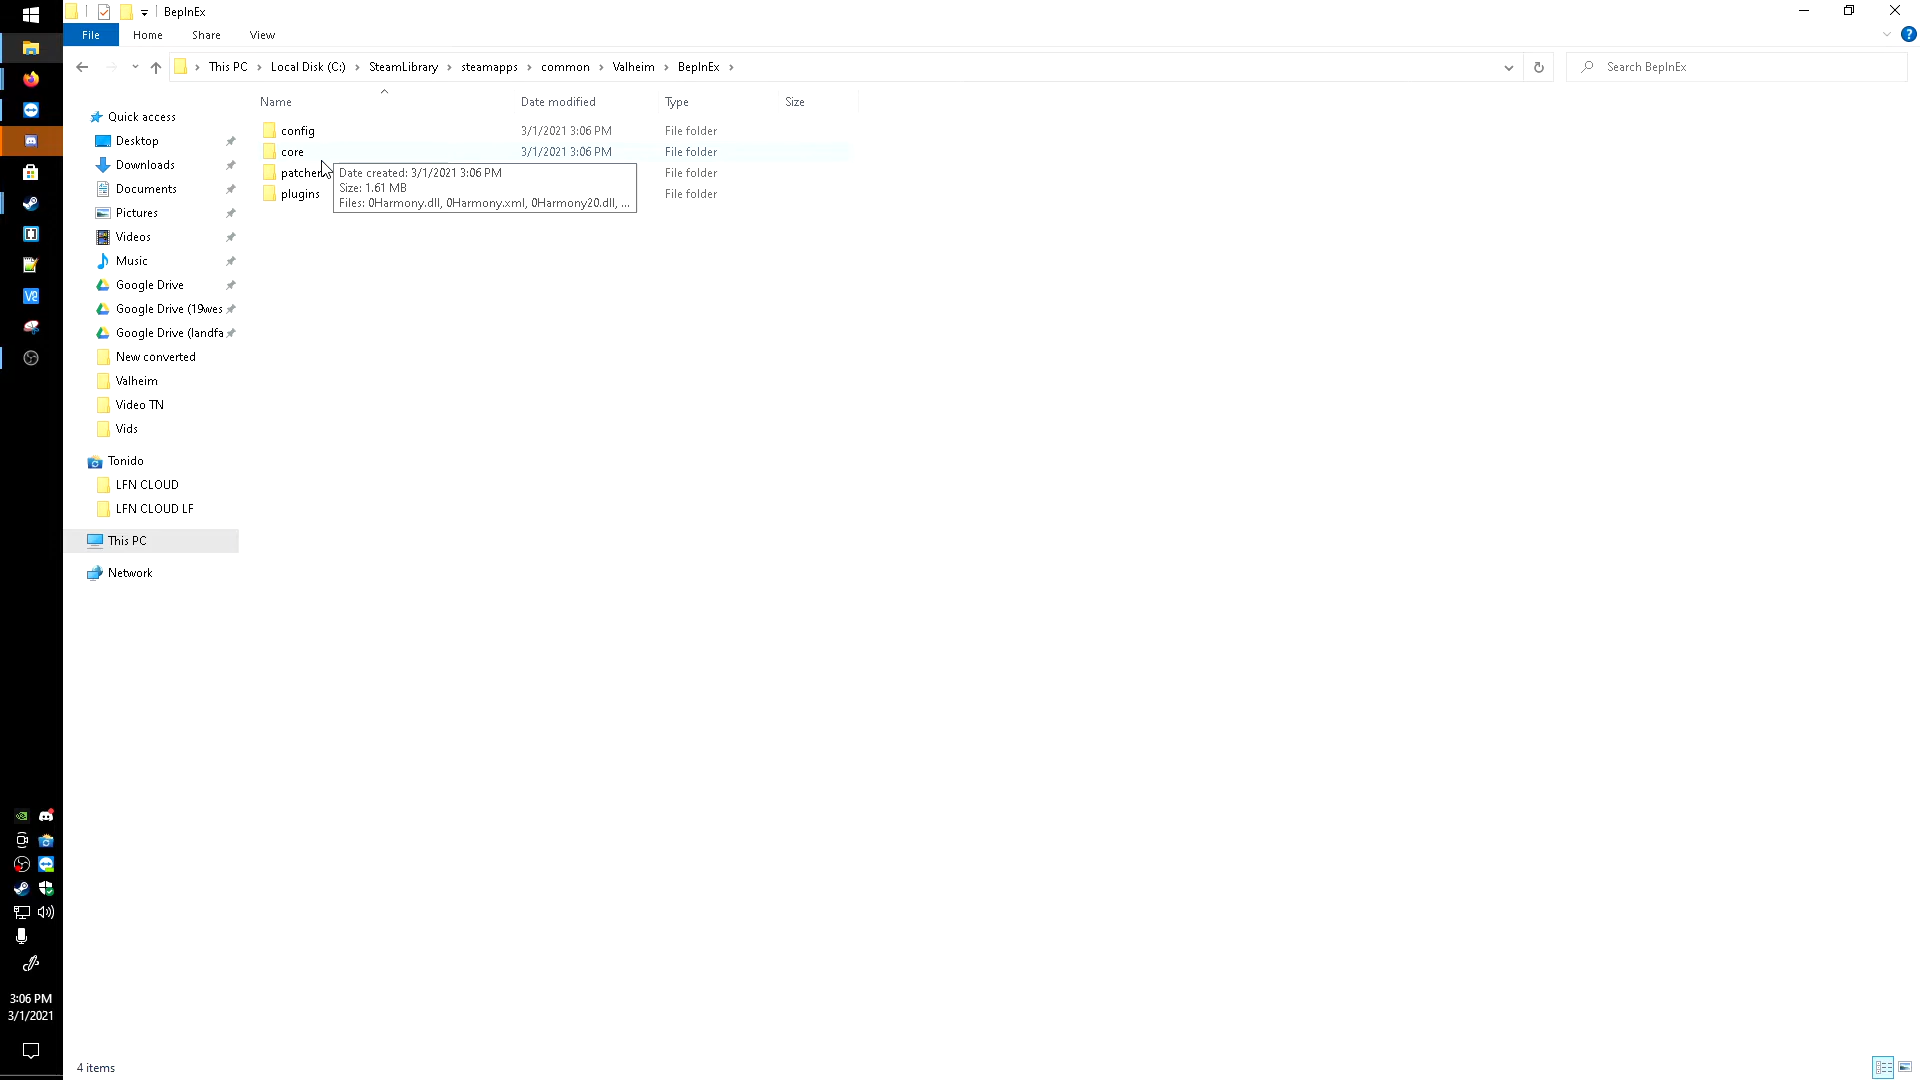 BepInEx
File
Home
Share
View
This PC
Local Disk (C:)
SteamLibrary
steamapps
common
Valheim
BepInEx
Search BepInEx
Name
Date modified
Type
Size
config
3/1/2021 3:06 PM
File folder
core
3/1/2021 3:06 PM
File folder
File folder
plugins
File folder
Date created: 3/1/2021 3:06 PM
Size: 1.61 MB
Files: 0Harmony.dll, 0Harmony.xml, 0Harmony20.dll, ...
Quick access
Desktop
Downloads
Documents
Pictures
Videos
Music
Google Drive
Google Drive (19wes
Google Drive (landfa
New converted
Valheim
Video TN
Vids
Tonido
LFN CLOUD
LFN CLOUD LF
This PC
Network
3:06 PM
3/1/2021
4 items